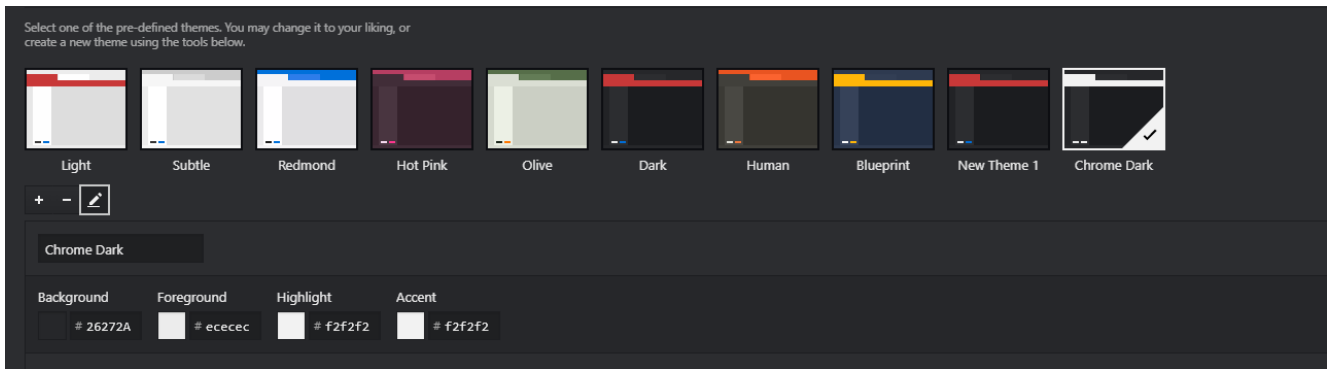 Select one of the pre-defined themes. You may change it to your liking, or
create a new theme using the tools below.
Light Subtle Redmond Hot Pink Olive Dark Human Blueprint New Theme 1 Chrome Dark
+ −
Chrome Dark
Background Foreground Highlight Accent
# 26272A # ececec # f2f2f2 # f2f2f2